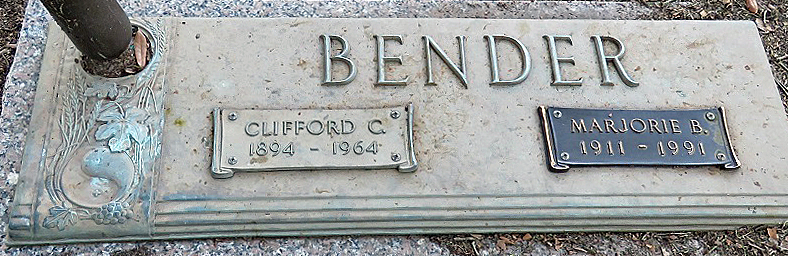 BENDER
CLIFFORD C.
1894 - 1964
MARJORIE B.
1911 - 1991